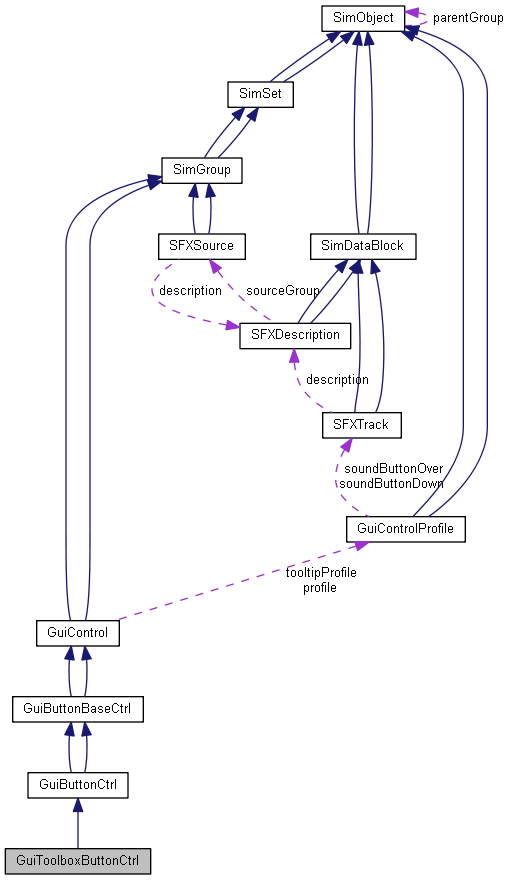 SimObject
parentGroup
SimSet
SimGroup
SFXSource
SimDataBlock
description
sourceGroup
SFXDescription
description
SFXTrack
soundButtonOver
soundButtonDown
GuiControlProfile
tooltipProfile
profile
GuiControl
GuiButtonBaseCtrl
GuiButtonCtrl
GuiToolboxButtonCtrl